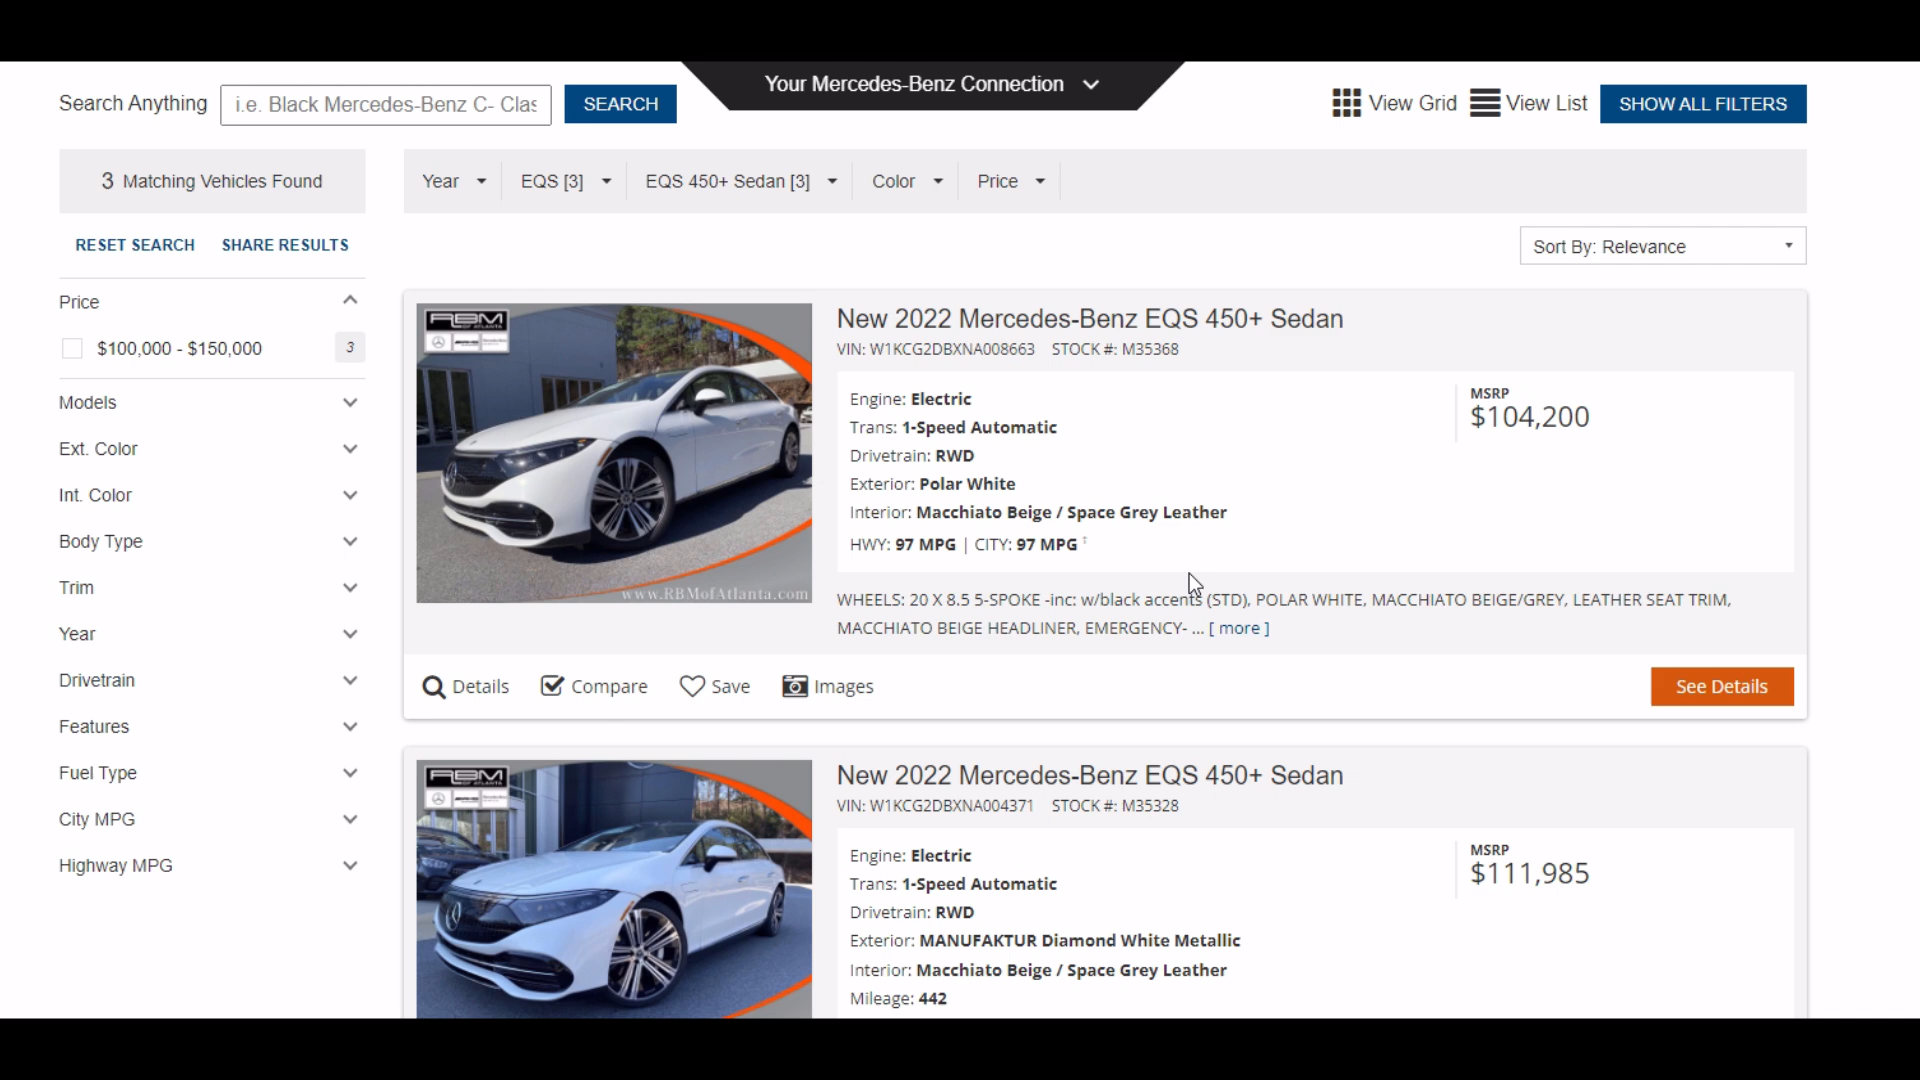 Your Mercedes-Benz Connection
Search Anything
i.e. Black Mercedes-Benz C- Clas
SEARCH
View Grid
View List
SHOW ALL FILTERS
3 Matching Vehicles Found
Year
EQS [3]
EQS 450+ Sedan [3]
Color
Price
RESET SEARCH
SHARE RESULTS
Sort By: Relevance
Price
$100,000 - $150,000
3
Models
Ext. Color
Int. Color
Body Type
Trim
Year
Drivetrain
Features
Fuel Type
City MPG
Highway MPG
RBM
OF ATLANTA
www.RBMofAtlanta.com
New 2022 Mercedes-Benz EQS 450+ Sedan
VIN: W1KCG2DBXNA008663 STOCK #: M35368
Engine: Electric
Trans: 1-Speed Automatic
Drivetrain: RWD
Exterior: Polar White
Interior: Macchiato Beige / Space Grey Leather
HWY: 97 MPG | CITY: 97 MPG
MSRP
$104,200
WHEELS: 20 X 8.5 5-SPOKE -inc: w/black accents (STD), POLAR WHITE, MACCHIATO BEIGE/GREY, LEATHER SEAT TRIM,
MACCHIATO BEIGE HEADLINER, EMERGENCY- ... [ more ]
Details
Compare
Save
Images
See Details
RBM
OF ATLANTA
New 2022 Mercedes-Benz EQS 450+ Sedan
VIN: W1KCG2DBXNA004371 STOCK #: M35328
Engine: Electric
Trans: 1-Speed Automatic
Drivetrain: RWD
Exterior: MANUFAKTUR Diamond White Metallic
Interior: Macchiato Beige / Space Grey Leather
Mileage: 442
MSRP
$111,985